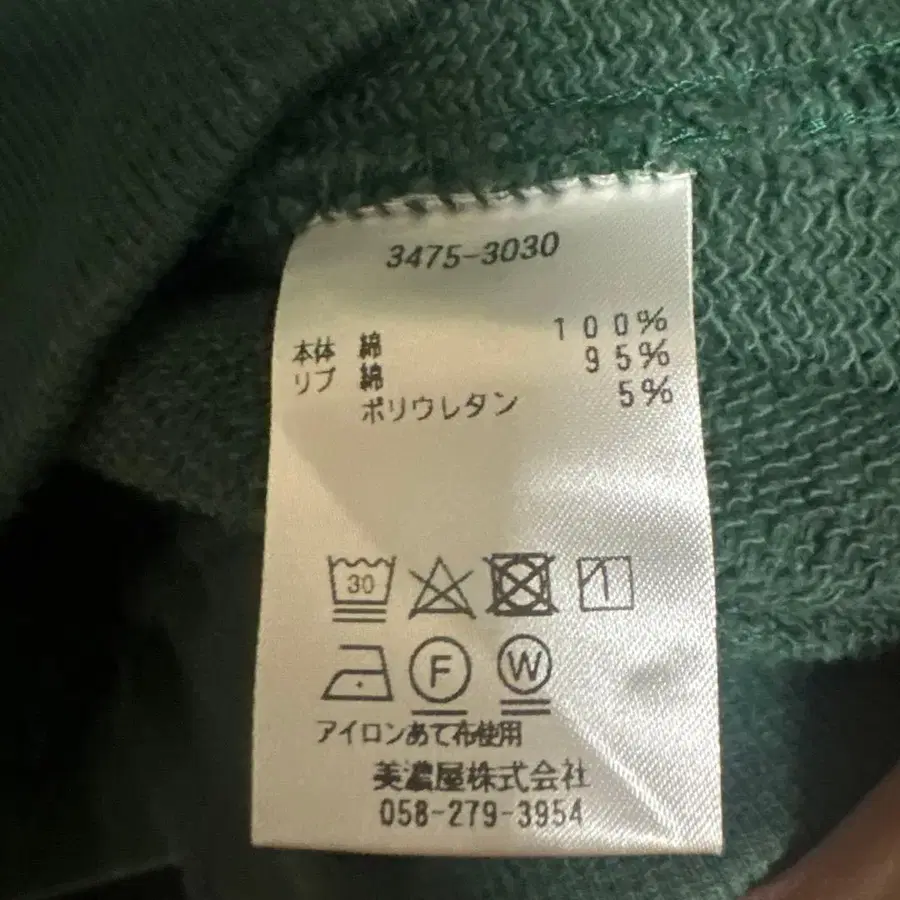 3475-3030
本体 綿 100%
リブ 綿 95%
ポリウレタン 5%
30
F W
アイロンあて布使用
美濃屋株式会社
058-279-3954